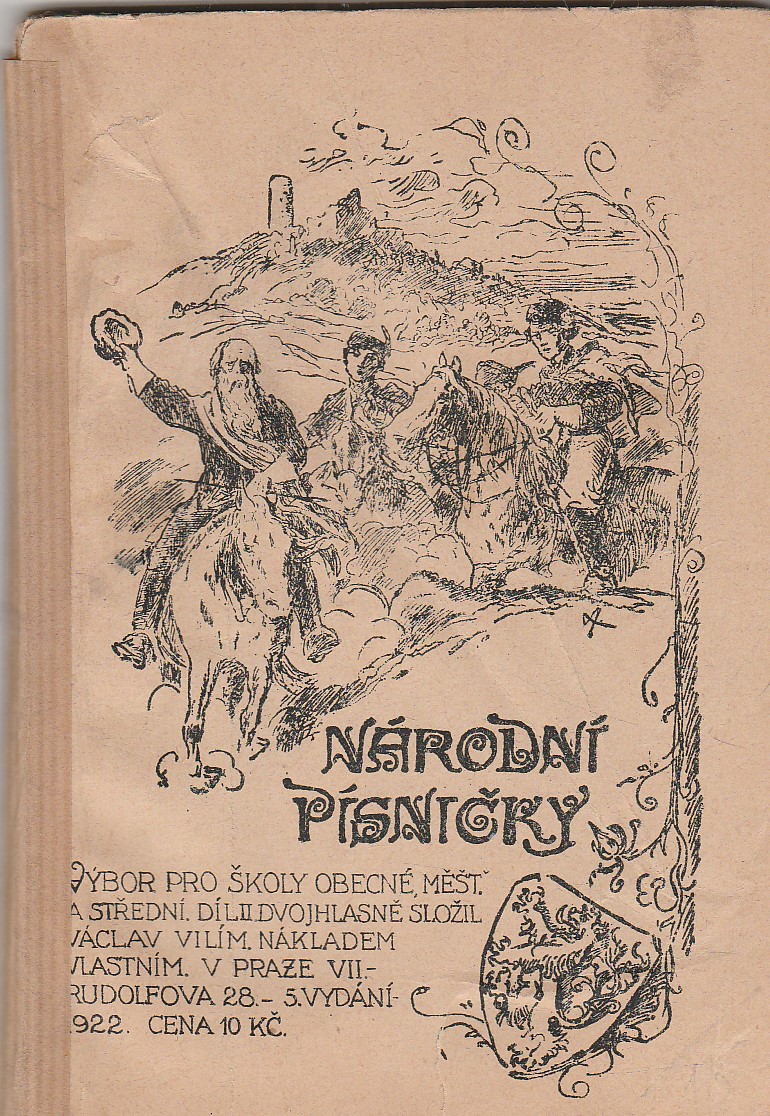 NÁRODNÍ
PÍSNIČKY
VÝBOR PRO ŠKOLY OBECNÉ, MĚŠŤ.
A STŘEDNÍ. DÍL II. DVOJHLASNĚ SLOŽIL
VÁCLAV VILÍM. NÁKLADEM
VLASTNÍM. V PRAZE VII.-
RUDOLFOVA 28.- 5. VYDÁNÍ-
1922. CENA 10 KČ.